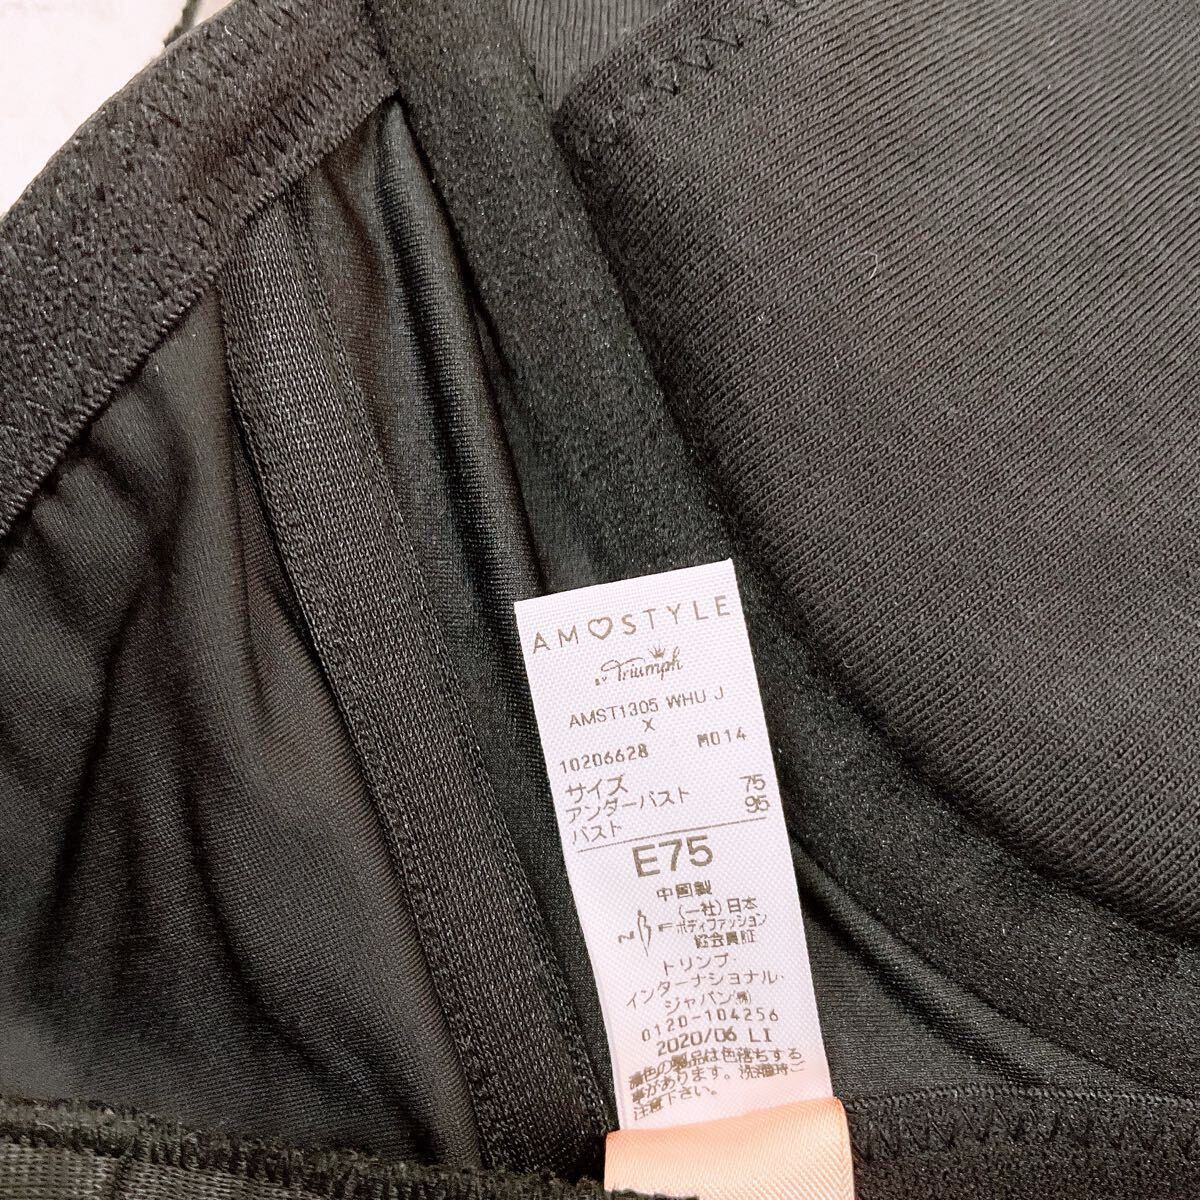 AMOSTYLE
BY Triumph
AMST1305 WHU J
X
10206628 M014
サイズ
アンダーバスト 75
バスト 95
E75
中国製
(一社)日本
NBF ボディファッション
協会会員証
トリンプ・
インターナショナル・
ジャパン㈱
0120-104256
2020/06 LI
濃色の製品は色落ちする
事があります。洗濯時ご
注意下さい。